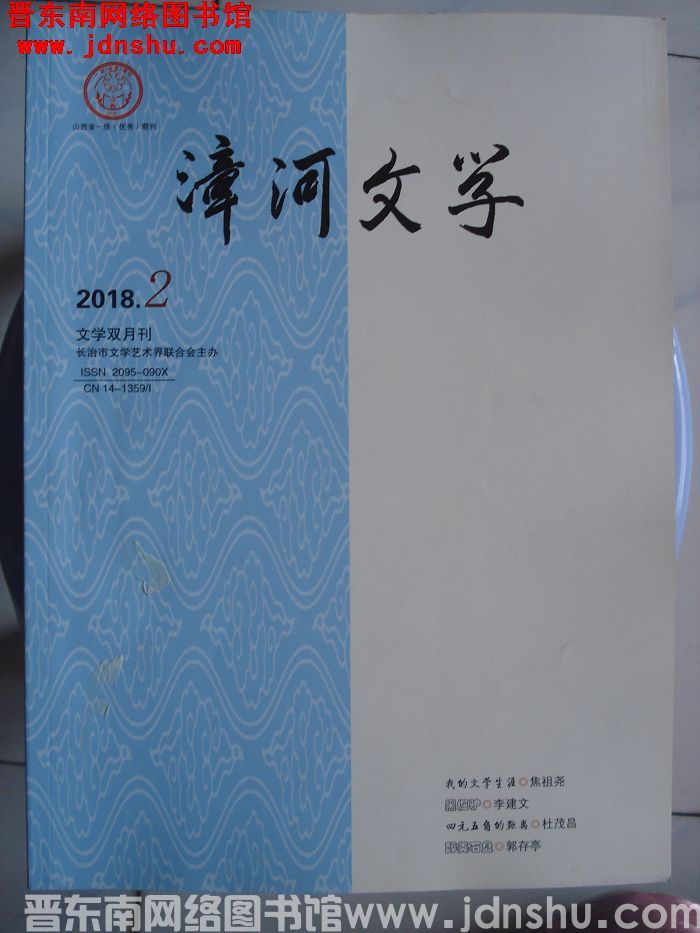 晋东南网络图书馆
www.jdnshu.com
山西省一级（优秀）期刊
漳河文学
2018.2
文学双月刊
长治市文学艺术界联合会主办
ISSN 2095-090X
CN 14-1359/I
我的文学生涯 焦祖尧
李建文
四元五角的距离 杜茂昌
郭存亭
晋东南网络图书馆www.jdnshu.com